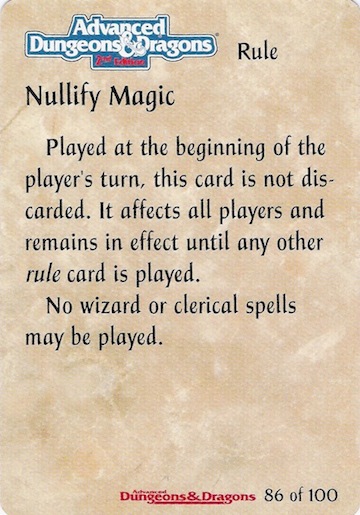 Advanced
Dungeons & Dragons®
2nd Edition
Rule
Nullify Magic
Played at the beginning of the
player's turn, this card is not dis-
carded. It affects all players and
remains in effect until any other
rule card is played.
No wizard or clerical spells
may be played.
Advanced
Dungeons & Dragons 86 of 100